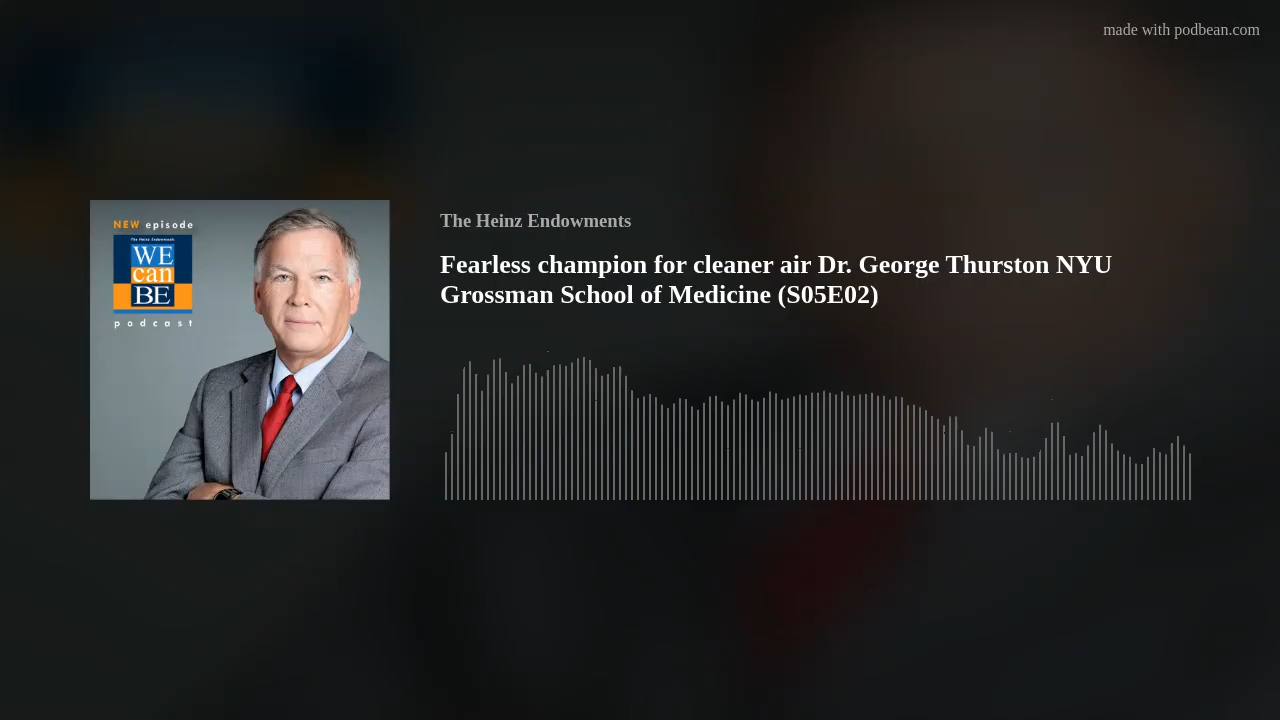 made with podbean.com
NEW episode
The Heinz Endowments
WE
can
BE
podcast
The Heinz Endowments
Fearless champion for cleaner air Dr. George Thurston NYU
Grossman School of Medicine (S05E02)